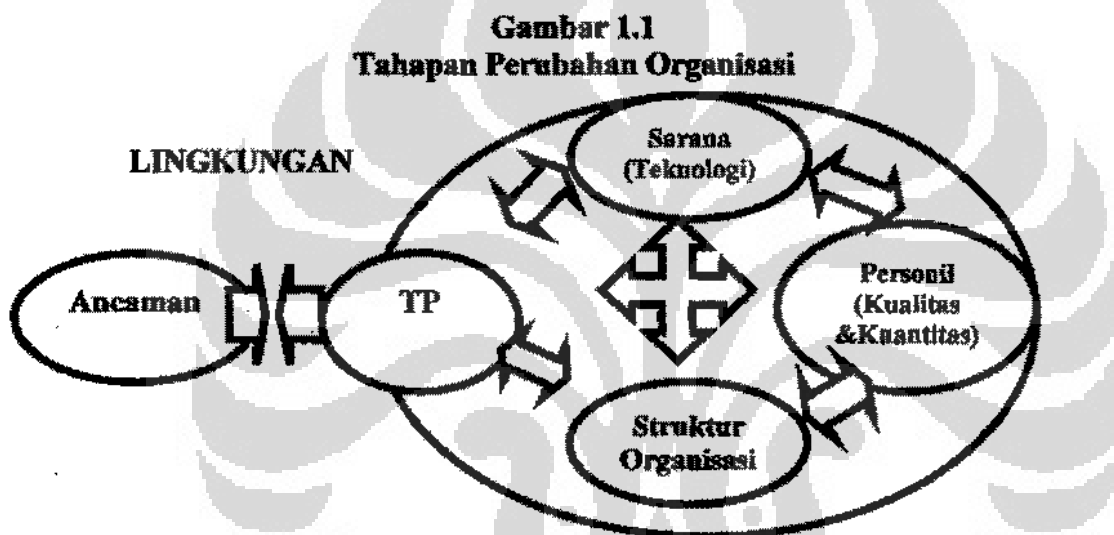 Gambar 1.1
Tahapan Perubahan Organisasi
LINGKUNGAN
Sarana
(Teknologi)
Ancaman
TP
Personil
(Kualitas
&Kuantitas)
Struktur
Organisasi